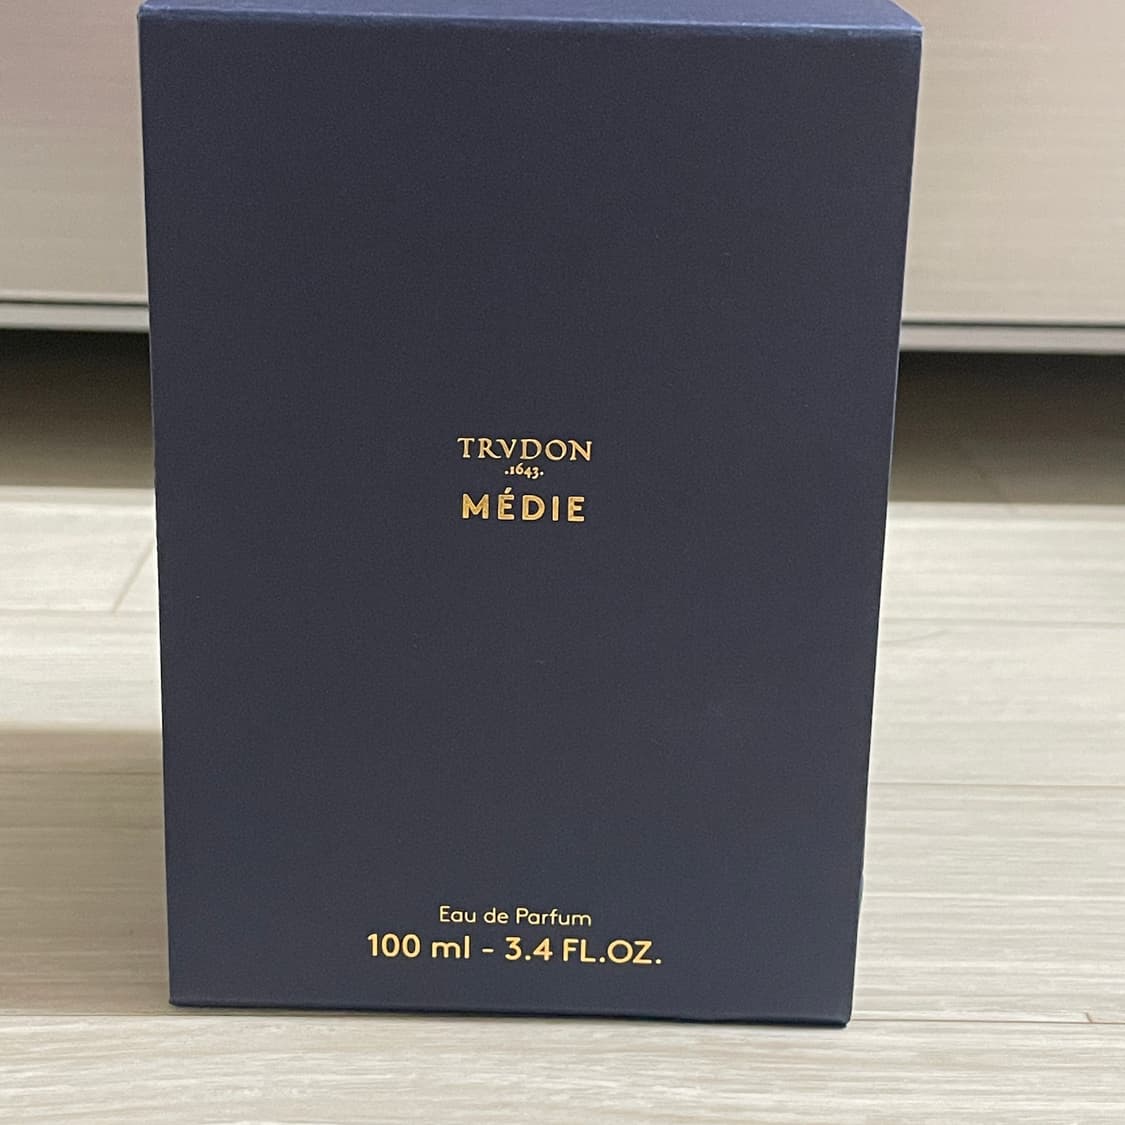 TRVDON
.1643.
MÉDIE
Eau de Parfum
100 ml - 3.4 FL.OZ.